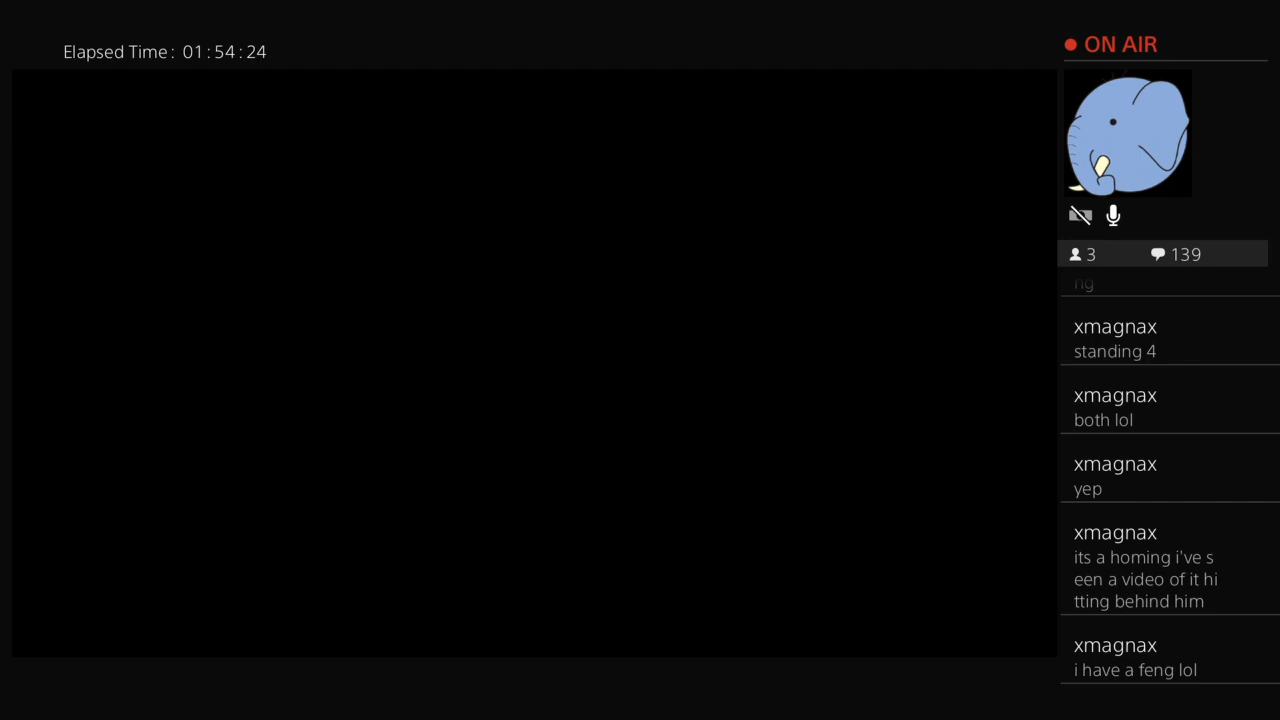 Elapsed Time: 01:54:24
ON AIR
3 139
ng
xmagnax
standing 4
xmagnax
both lol
xmagnax
yep
xmagnax
its a homing i've s
een a video of it hi
tting behind him
xmagnax
i have a feng lol